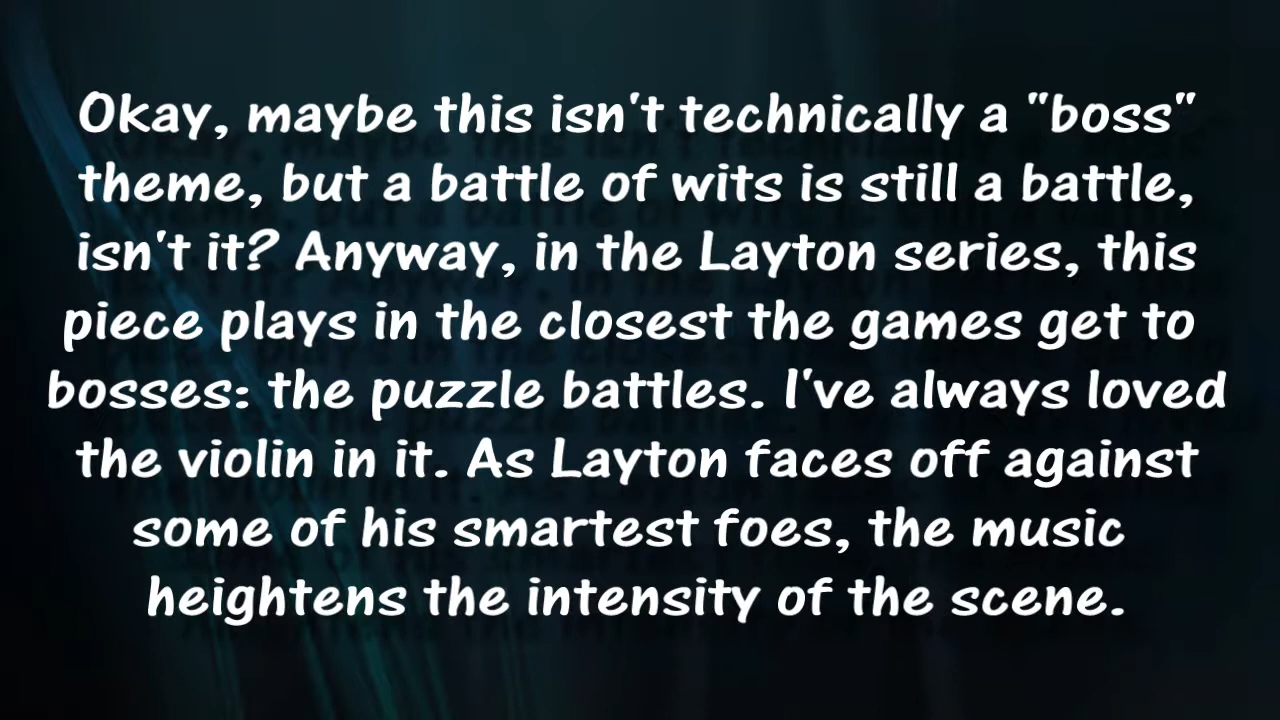 Okay, maybe this isn't technically a "boss"
theme, but a battle of wits is still a battle,
isn't it? Anyway, in the Layton series, this
piece plays in the closest the games get to
bosses: the puzzle battles. I've always loved
the violin in it. As Layton faces off against
some of his smartest foes, the music
heightens the intensity of the scene.